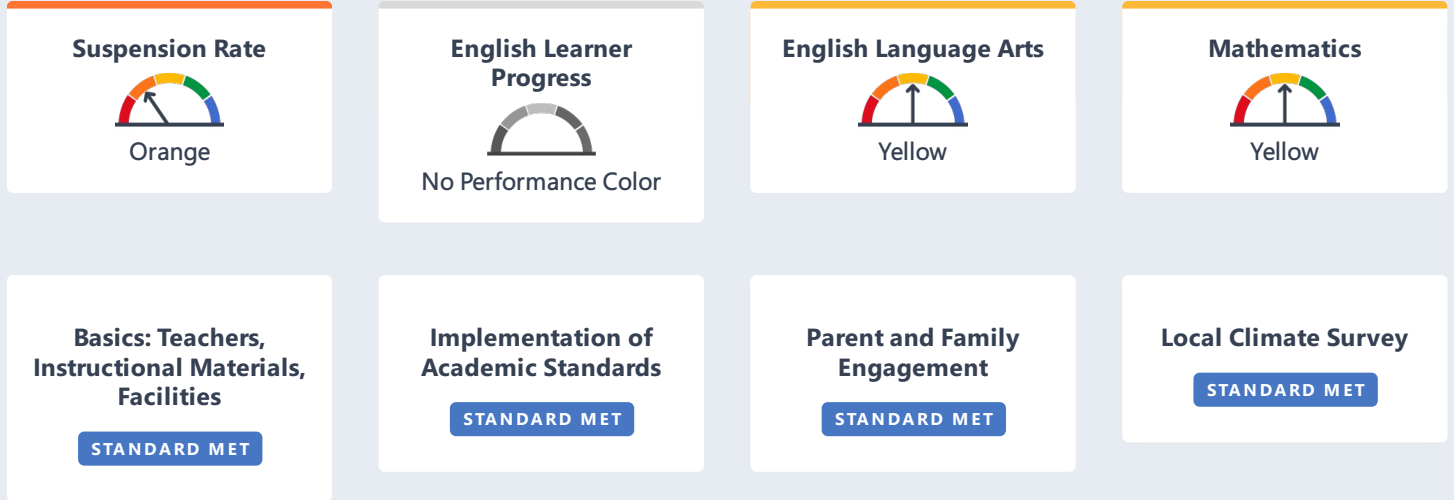 Suspension Rate
Orange
English Learner
Progress
No Performance Color
English Language Arts
Yellow
Mathematics
Yellow
Basics: Teachers,
Instructional Materials,
Facilities
STANDARD MET
Implementation of
Academic Standards
STANDARD MET
Parent and Family
Engagement
STANDARD MET
Local Climate Survey
STANDARD MET